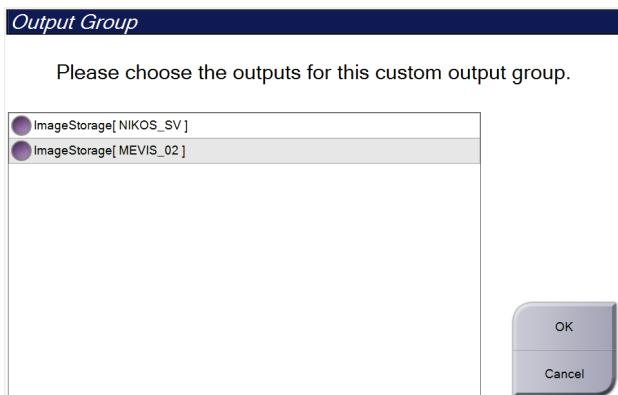 Output Group
Please choose the outputs for this custom output group.
ImageStorage[ NIKOS_SV ]
ImageStorage[ MEVIS_02 ]
OK
Cancel